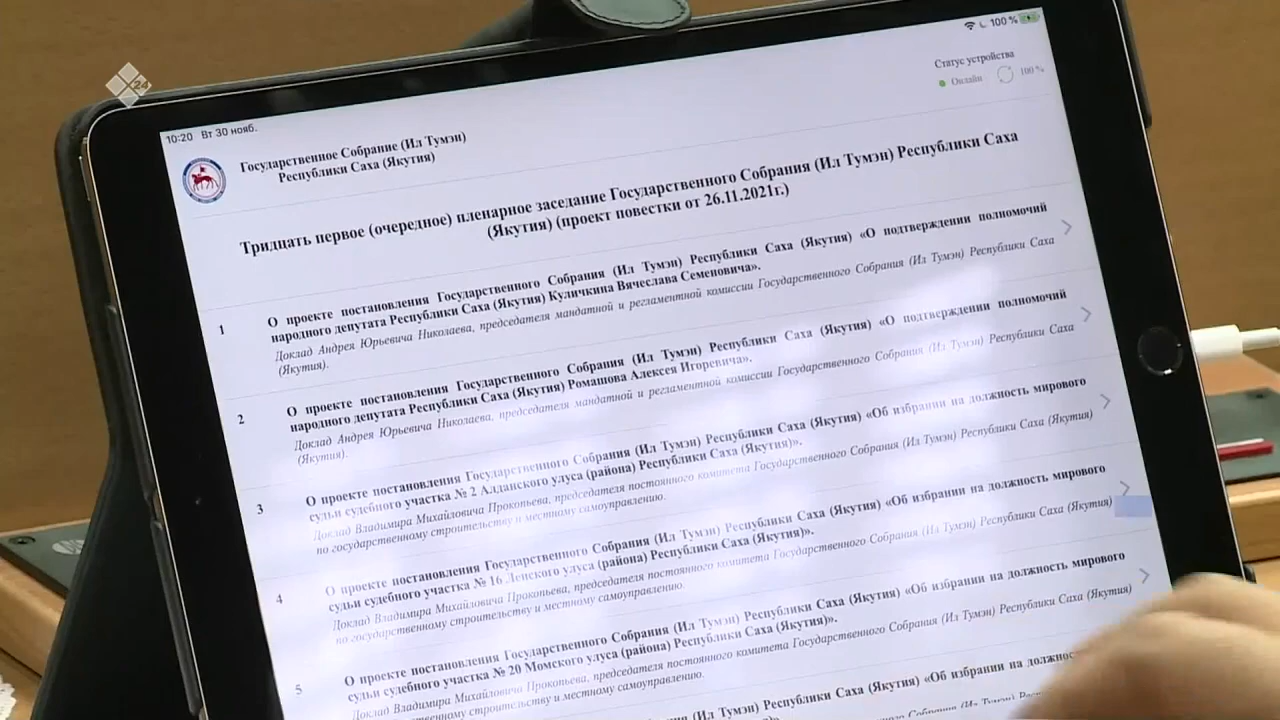 24
10:20 Вт 30 нояб.
100 %
Статус устройства
Онлайн 100 %
Государственное Собрание (Ил Тумэн)
Республики Саха (Якутия)
Тридцать первое (очередное) пленарное заседание Государственного Собрания (Ил Тумэн) Республики Саха
(Якутия) (проект повестки от 26.11.2021г.)
1
О проекте постановления Государственного Собрания (Ил Тумэн) Республики Саха (Якутия) «О подтверждении полномочий
народного депутата Республики Саха (Якутия) Куличкина Вячеслава Семеновича».
Доклад Андрея Юрьевича Николаева, председателя мандатной и регламентной комиссии Государственного Собрания (Ил Тумэн) Республики Саха
(Якутия).
2
О проекте постановления Государственного Собрания (Ил Тумэн) Республики Саха (Якутия) «О подтверждении полномочий
народного депутата Республики Саха (Якутия) Ромашова Алексея Игоревича».
Доклад Андрея Юрьевича Николаева, председателя мандатной и регламентной комиссии Государственного Собрания (Ил Тумэн) Республики Саха
(Якутия).
3
О проекте постановления Государственного Собрания (Ил Тумэн) Республики Саха (Якутия) «Об избрании на должность мирового
судьи судебного участка № 2 Алданского улуса (района) Республики Саха (Якутия)».
Доклад Владимира Михайловича Прокопьева, председателя постоянного комитета Государственного Собрания (Ил Тумэн) Республики Саха (Якутия)
по государственному строительству и местному самоуправлению.
4
О проекте постановления Государственного Собрания (Ил Тумэн) Республики Саха (Якутия) «Об избрании на должность мирового
судьи судебного участка № 16 Ленского улуса (района) Республики Саха (Якутия)».
Доклад Владимира Михайловича Прокопьева, председателя постоянного комитета Государственного Собрания (Ил Тумэн) Республики Саха (Якутия)
по государственному строительству и местному самоуправлению.
5
О проекте постановления Государственного Собрания (Ил Тумэн) Республики Саха (Якутия) «Об избрании на должность мирового
судьи судебного участка № 20 Момского улуса (района) Республики Саха (Якутия)».
Доклад Владимира Михайловича Прокопьева, председателя постоянного комитета Государственного Собрания (Ил Тумэн) Республики Саха (Якутия)
строительству и местному самоуправлению.
постановления Государственного Собрания (Ил Тумэн) Республики Саха (Якутия) «Об избрании на